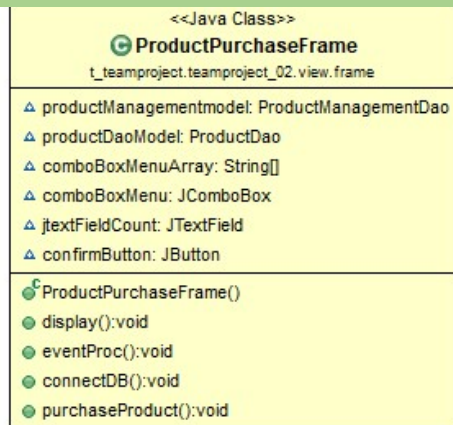 <<Java Class>>
ProductPurchaseFrame
t_teamproject.teamproject_02.view.frame
productManagementmodel: ProductManagementDao
productDaoModel: ProductDao
comboBoxMenuArray: String[]
comboBoxMenu: JComboBox
jtextFieldCount: JTextField
confirmButton: JButton
ProductPurchaseFrame()
display():void
eventProc():void
connectDB():void
purchaseProduct():void